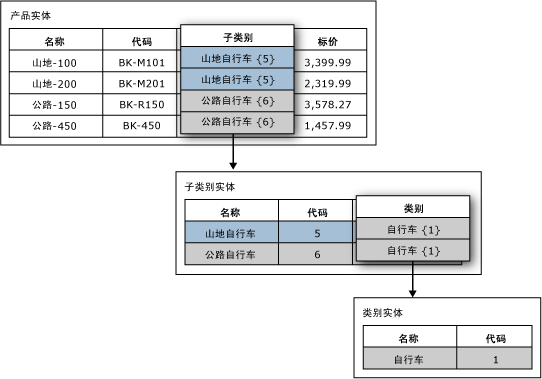 产品实体
名称 代码 子类别 标价
山地-100 BK-M101 山地自行车 {5} 3,399.99
山地-200 BK-M201 山地自行车 {5} 2,319.99
公路-150 BK-R150 公路自行车 {6} 3,578.27
公路-450 BK-450 公路自行车 {6} 1,457.99
子类别实体
名称 代码 类别
山地自行车 5 自行车 {1}
公路自行车 6 自行车 {1}
类别实体
名称 代码
自行车 1